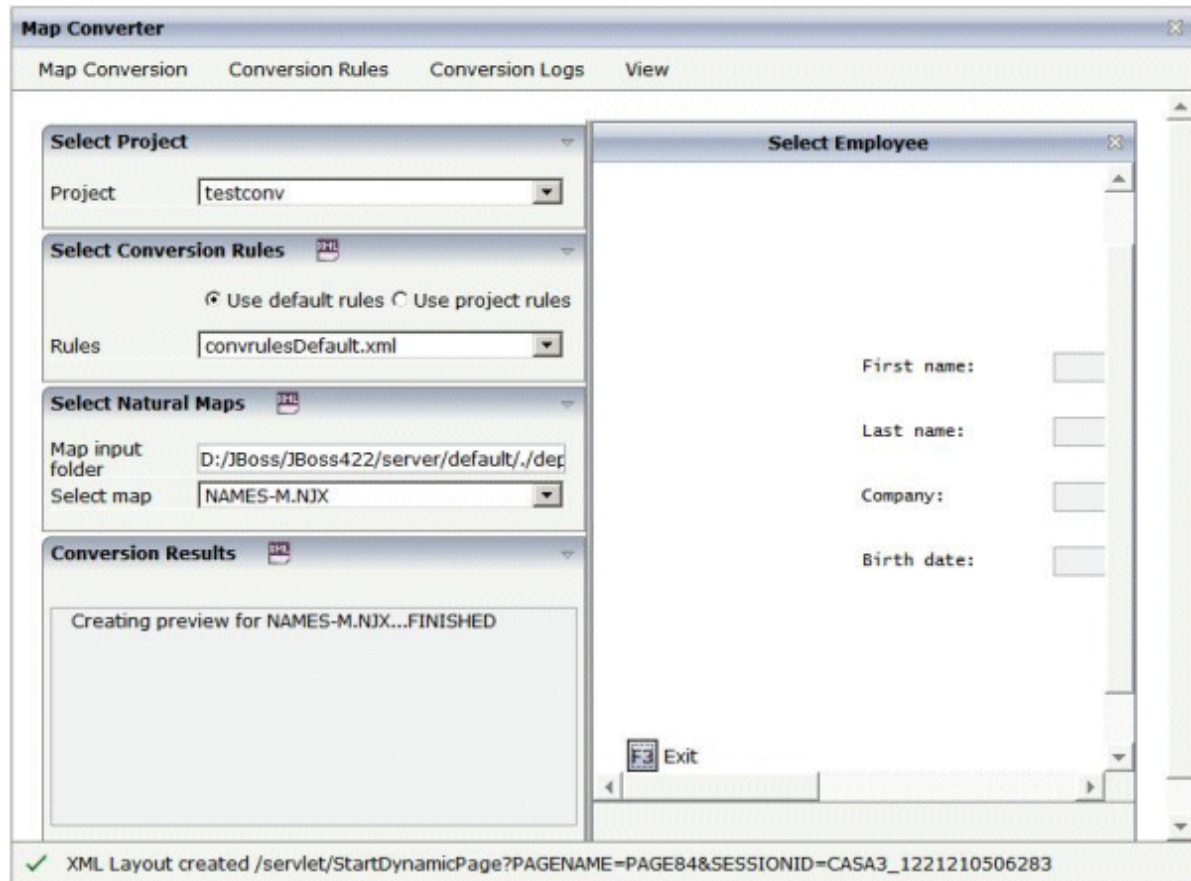 Map Converter
Map Conversion Conversion Rules Conversion Logs View
Select Project
Project testconv
Select Conversion Rules XML
Use default rules Use project rules
Rules convrulesDefault.xml
Select Natural Maps XML
Map input folder D:/JBoss/JBoss422/server/default/./dep
Select map NAMES-M.NJX
Conversion Results XML
Creating preview for NAMES-M.NJX...FINISHED
Select Employee
First name:
Last name:
Company:
Birth date:
F3 Exit
XML Layout created /servlet/StartDynamicPage?PAGENAME=PAGE84&SESSIONID=CASA3_1221210506283